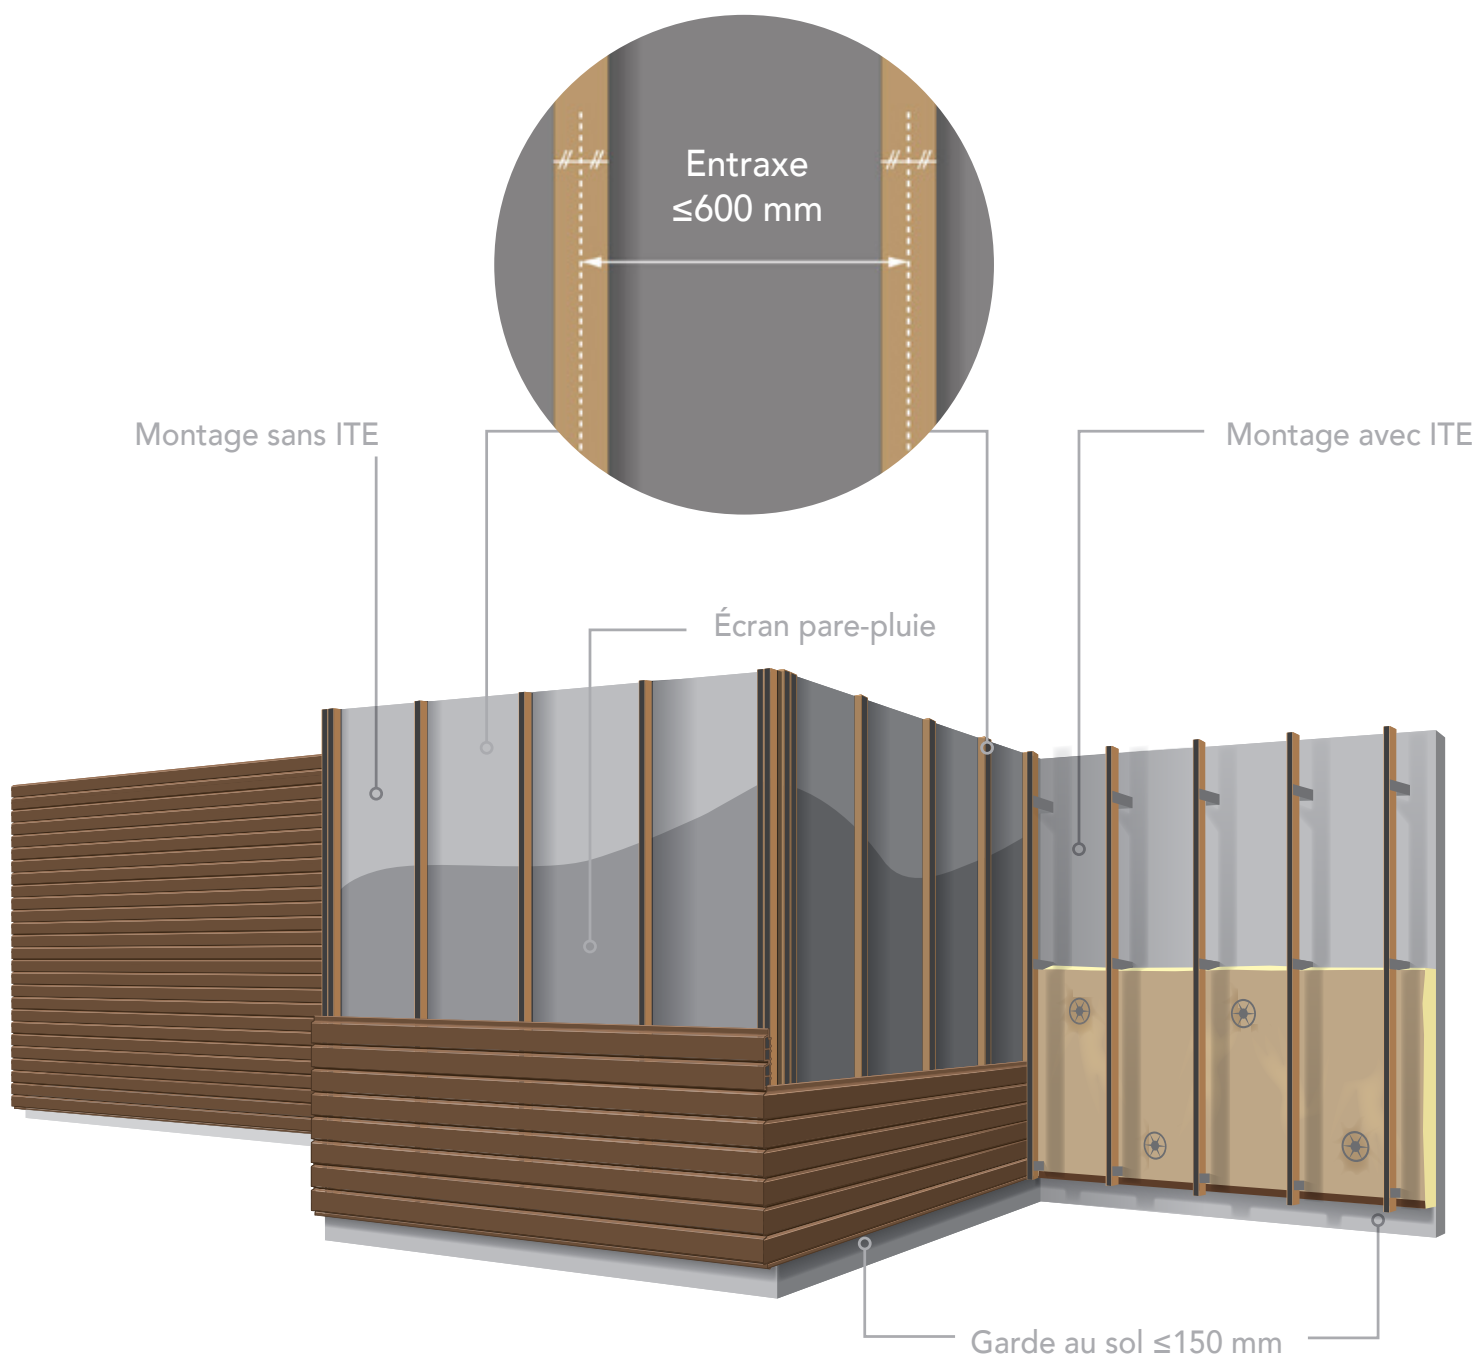 Entraxe
≤600 mm
Montage sans ITE
Montage avec ITE
Écran pare-pluie
Garde au sol ≤150 mm